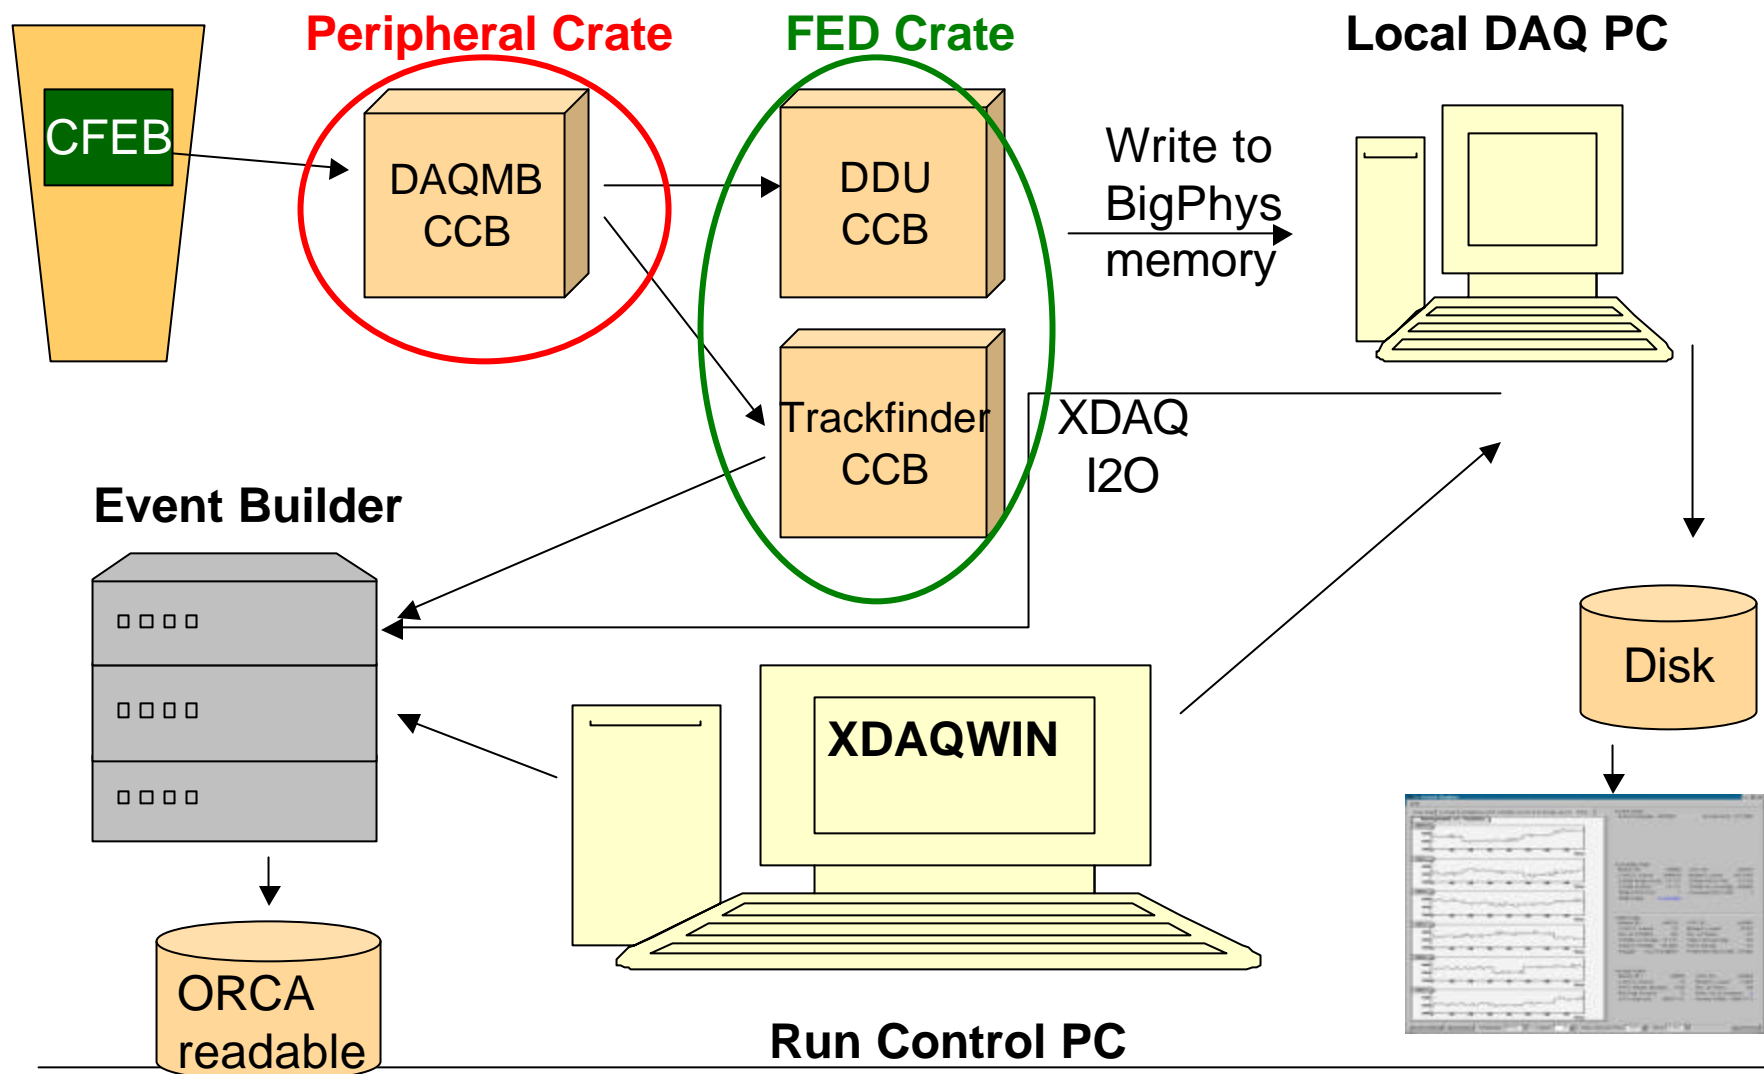 Peripheral Crate
FED Crate
Local DAQ PC
CFEB
DAQMB
CCB
DDU
CCB
Write to
BigPhys
memory
Trackfinder
CCB
XDAQ
I2O
Event Builder
Disk
XDAQWIN
ORCA
readable
Run Control PC